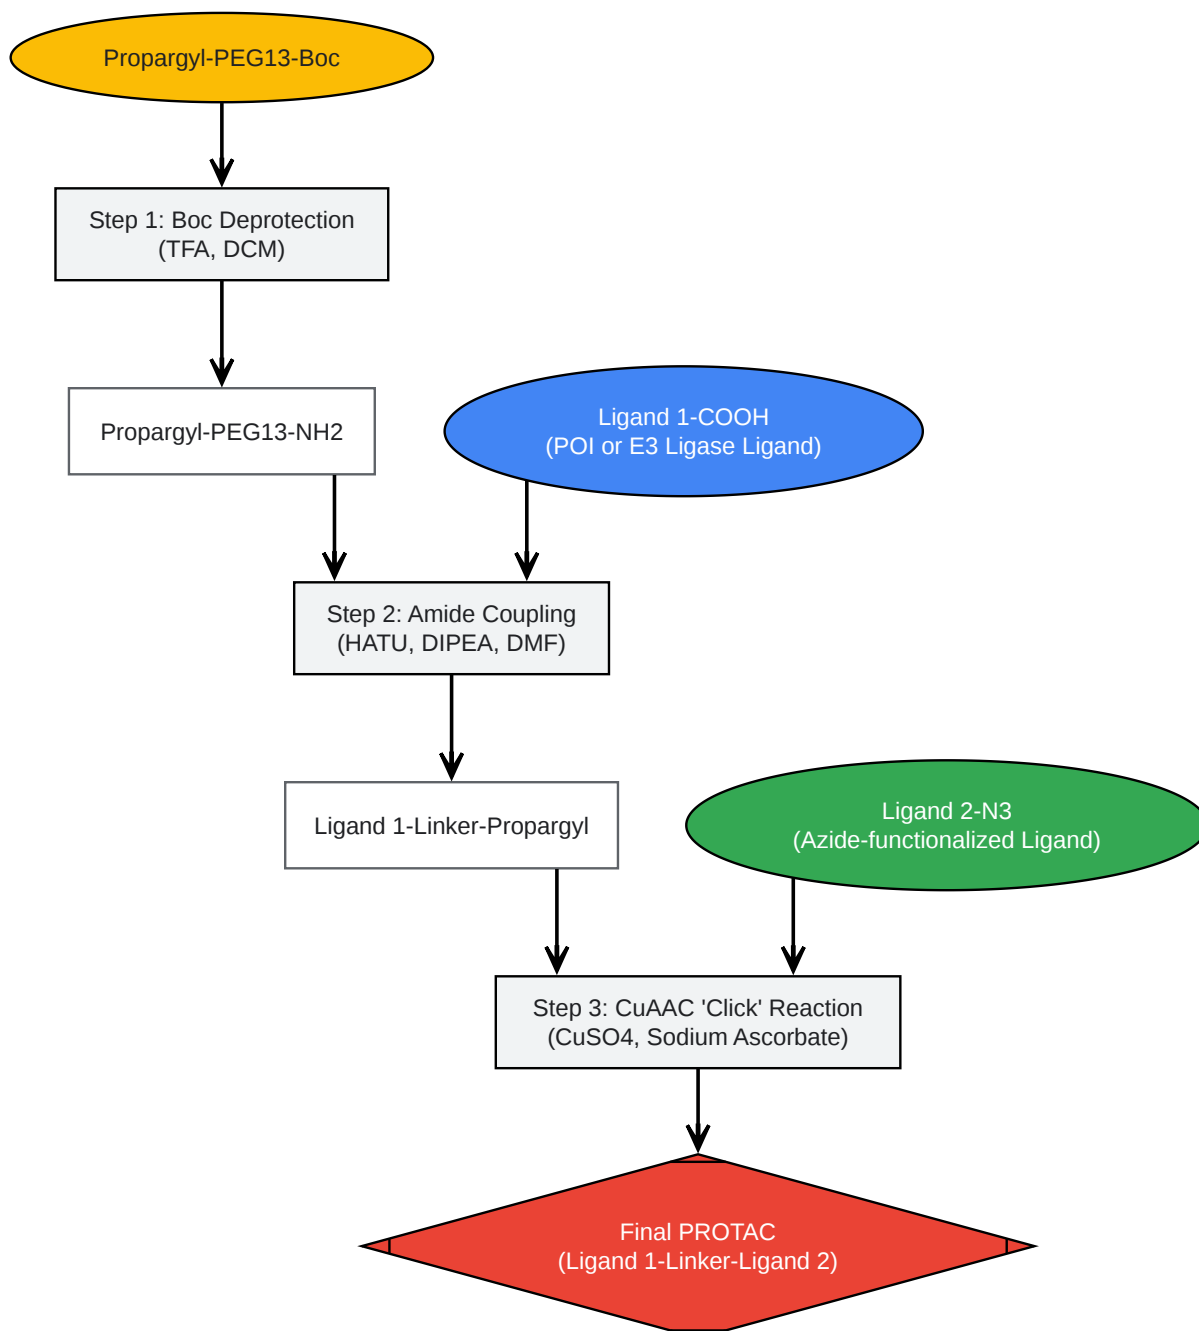 Propargyl-PEG13-Boc
Step 1: Boc Deprotection
(TFA, DCM)
Propargyl-PEG13-NH2
Ligand 1-COOH
(POI or E3 Ligase Ligand)
Step 2: Amide Coupling
(HATU, DIPEA, DMF)
Ligand 1-Linker-Propargyl
Ligand 2-N3
(Azide-functionalized Ligand)
Step 3: CuAAC 'Click' Reaction
(CuSO4, Sodium Ascorbate)
Final PROTAC
(Ligand 1-Linker-Ligand 2)